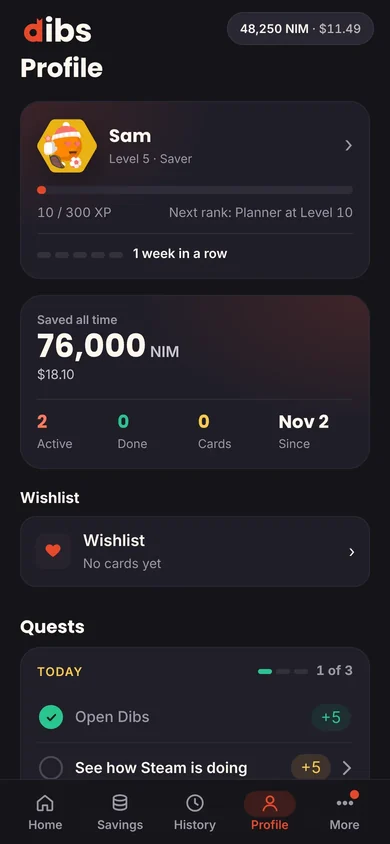 dibs
48,250 NIM · $11.49
Profile
Sam
Level 5 · Saver
10 / 300 XP
Next rank: Planner at Level 10
1 week in a row
Saved all time
76,000 NIM
$18.10
2
0
0
Nov 2
Active
Done
Cards
Since
Wishlist
Wishlist
No cards yet
Quests
TODAY
1 of 3
Open Dibs
+5
See how Steam is doing
+5
Home
Savings
History
Profile
More